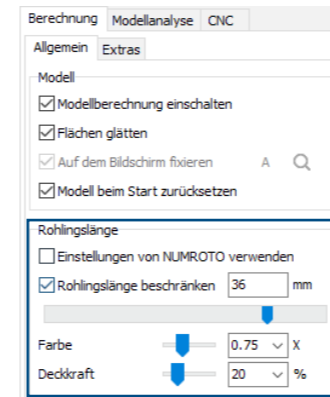 Berechnung Modellanalyse CNC
Allgemein Extras
Modell
Modellberechnung einschalten
Flächen glätten
Auf dem Bildschirm fixieren A
Modell beim Start zurücksetzen
Rohlingslänge
Einstellungen von NUMROTO verwenden
Rohlingslänge beschränken 36 mm
Farbe 0.75 X
Deckkraft 20 %